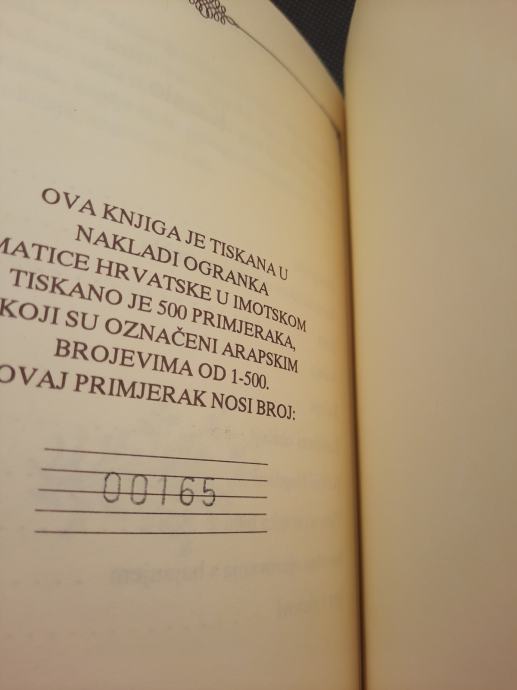 OVA KNJIGA JE TISKANA U
NAKLADI OGRANKA
MATICE HRVATSKE U IMOTSKOM
TISKANO JE 500 PRIMJERAKA,
KOJI SU OZNAČENI ARAPSKIM
BROJEVIMA OD 1-500.
OVAJ PRIMJERAK NOSI BROJ:
00165